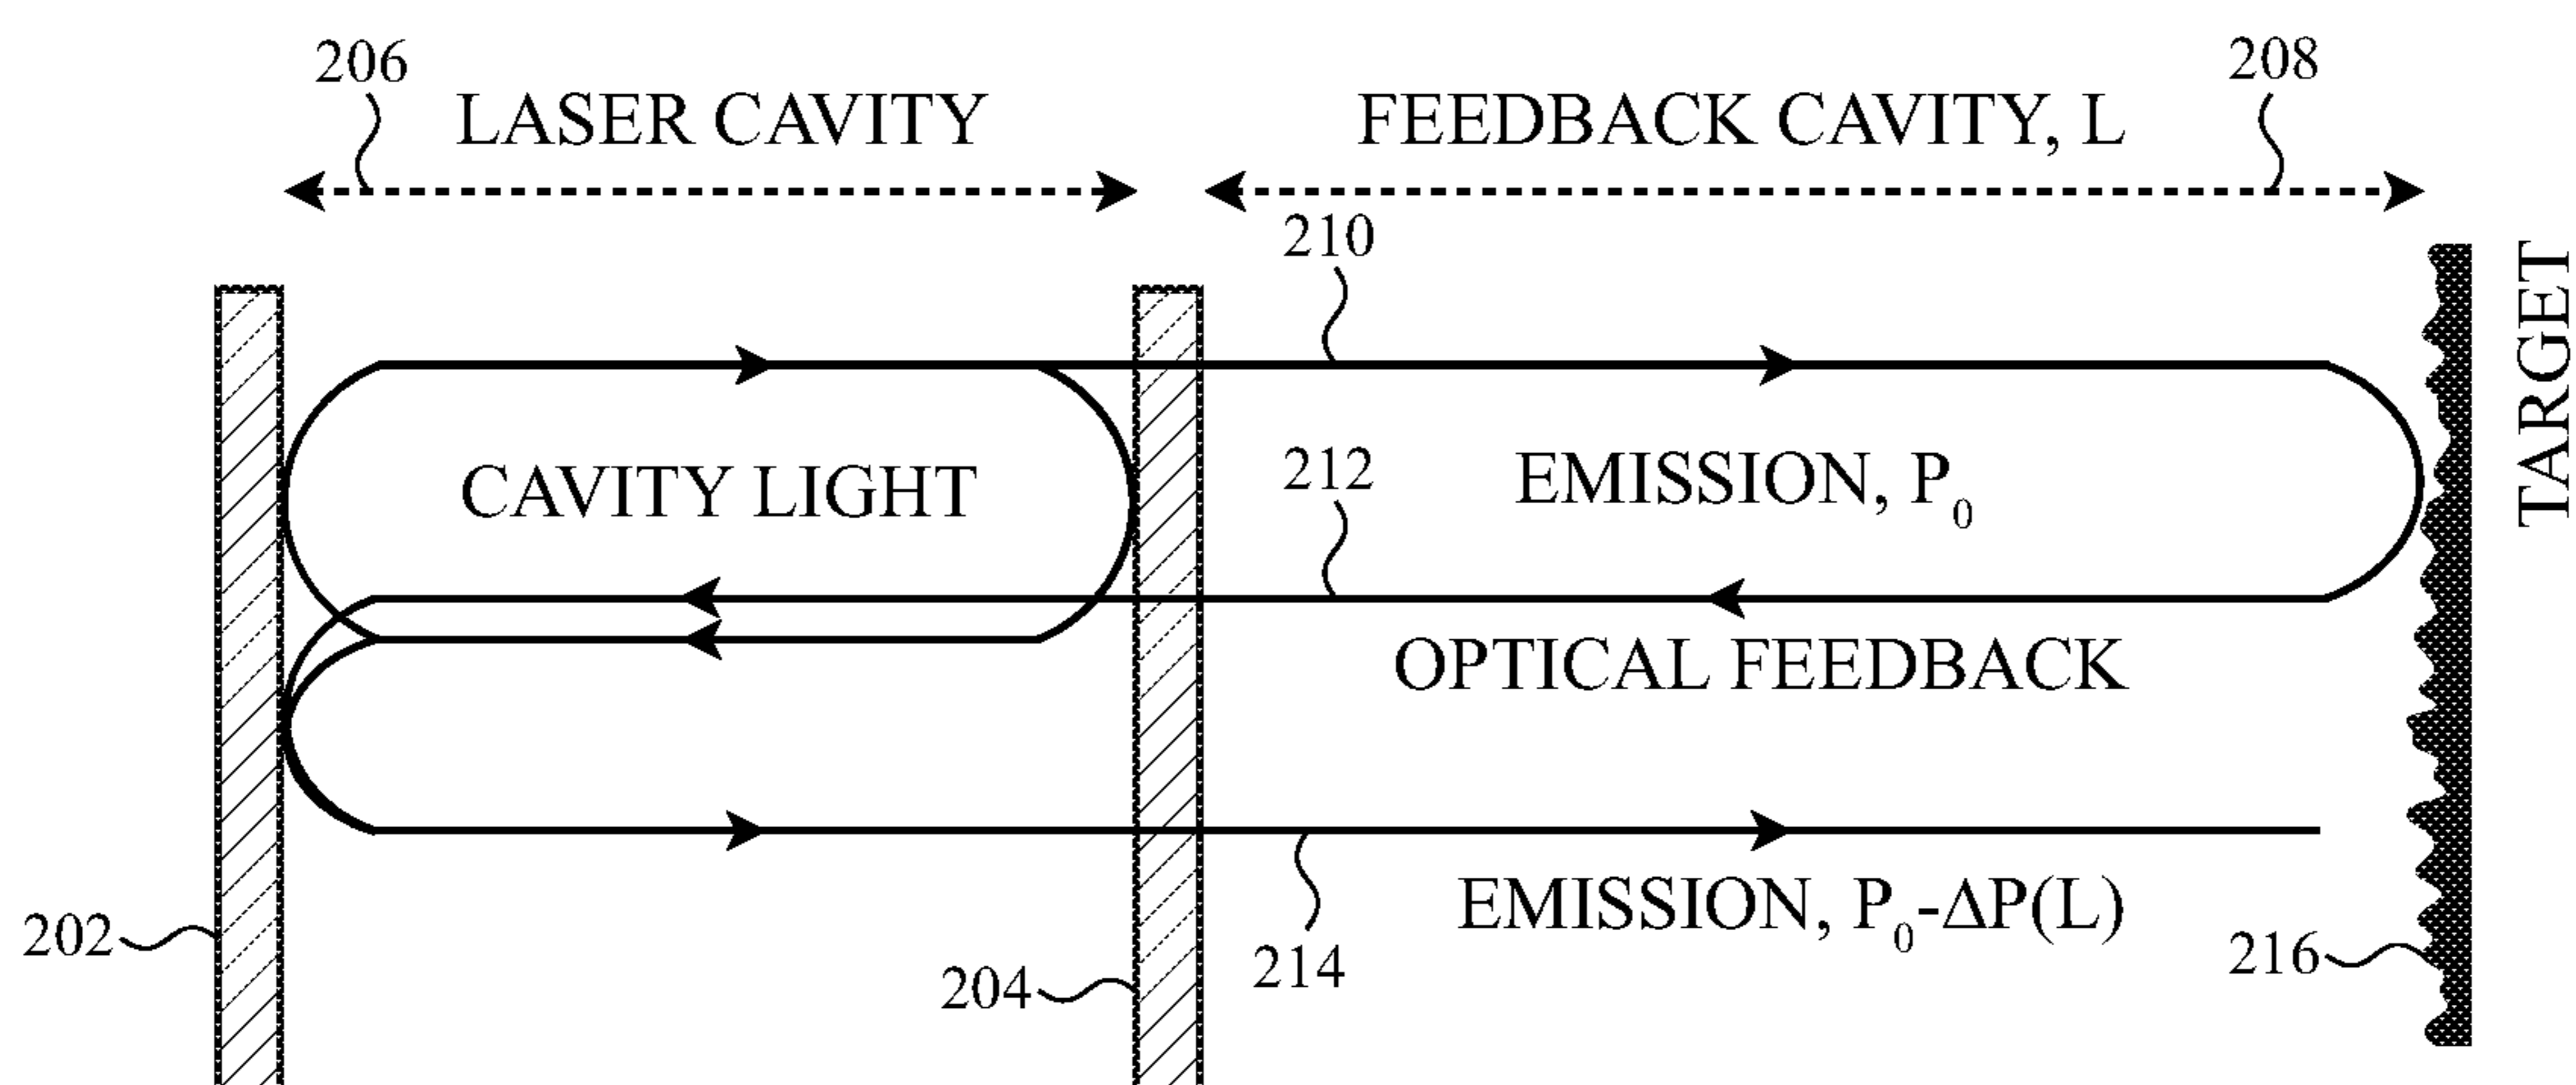 206
208
LASER CAVITY
FEEDBACK CAVITY, L
210
TARGET
212
CAVITY LIGHT
EMISSION, P₀
OPTICAL FEEDBACK
EMISSION, P₀-ΔP(L)
202
204
214
216